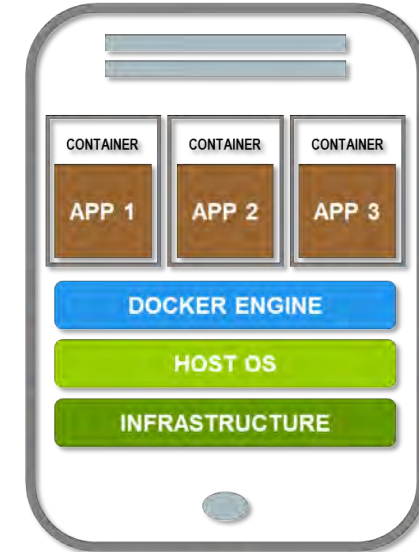 CONTAINER CONTAINER CONTAINER
APP 1 APP 2 APP 3
DOCKER ENGINE
HOST OS
INFRASTRUCTURE